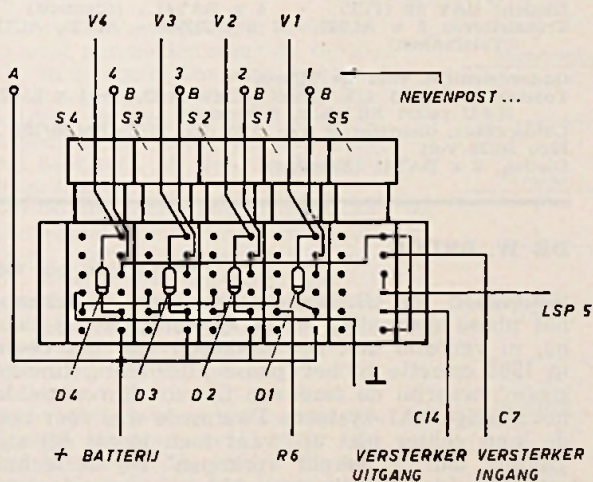 V4 V3 V2 V1
A 4 B 3 B 2 B 1 B
NEVENPOST ...
S4 S3 S2 S1 S5
LSP 5
D4 D3 D2 D1
+ BATTERIJ R6 VERSTERKER UITGANG C14 VERSTERKER INGANG C7